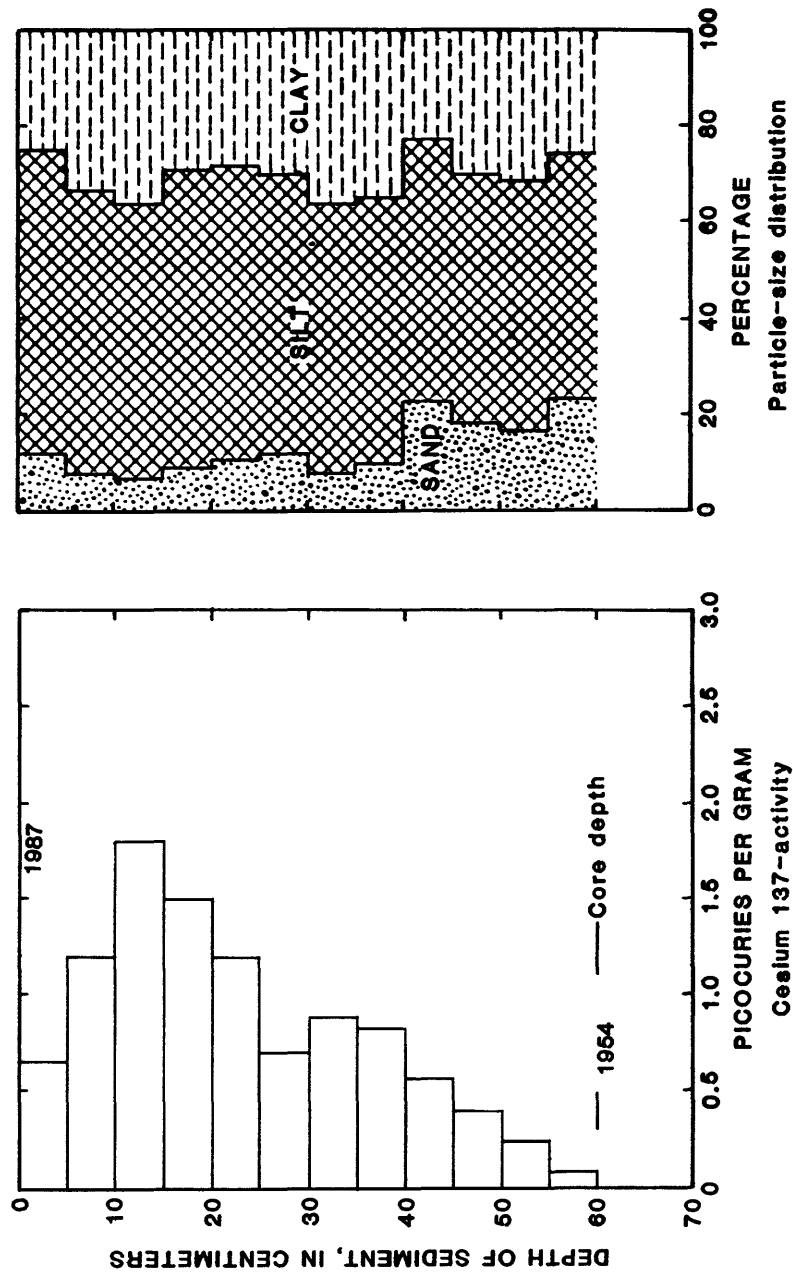 DEPTH OF SEDIMENT, IN CENTIMETERS
0
10
20
30
40
50
60
70
1987
1954
Core depth
0
0.5
1.0
1.5
2.0
2.5
3.0
PICOCURIES PER GRAM
Cesium 137-activity
SAND
SILT
CLAY
0
20
40
60
80
100
PERCENTAGE
Particle-size distribution